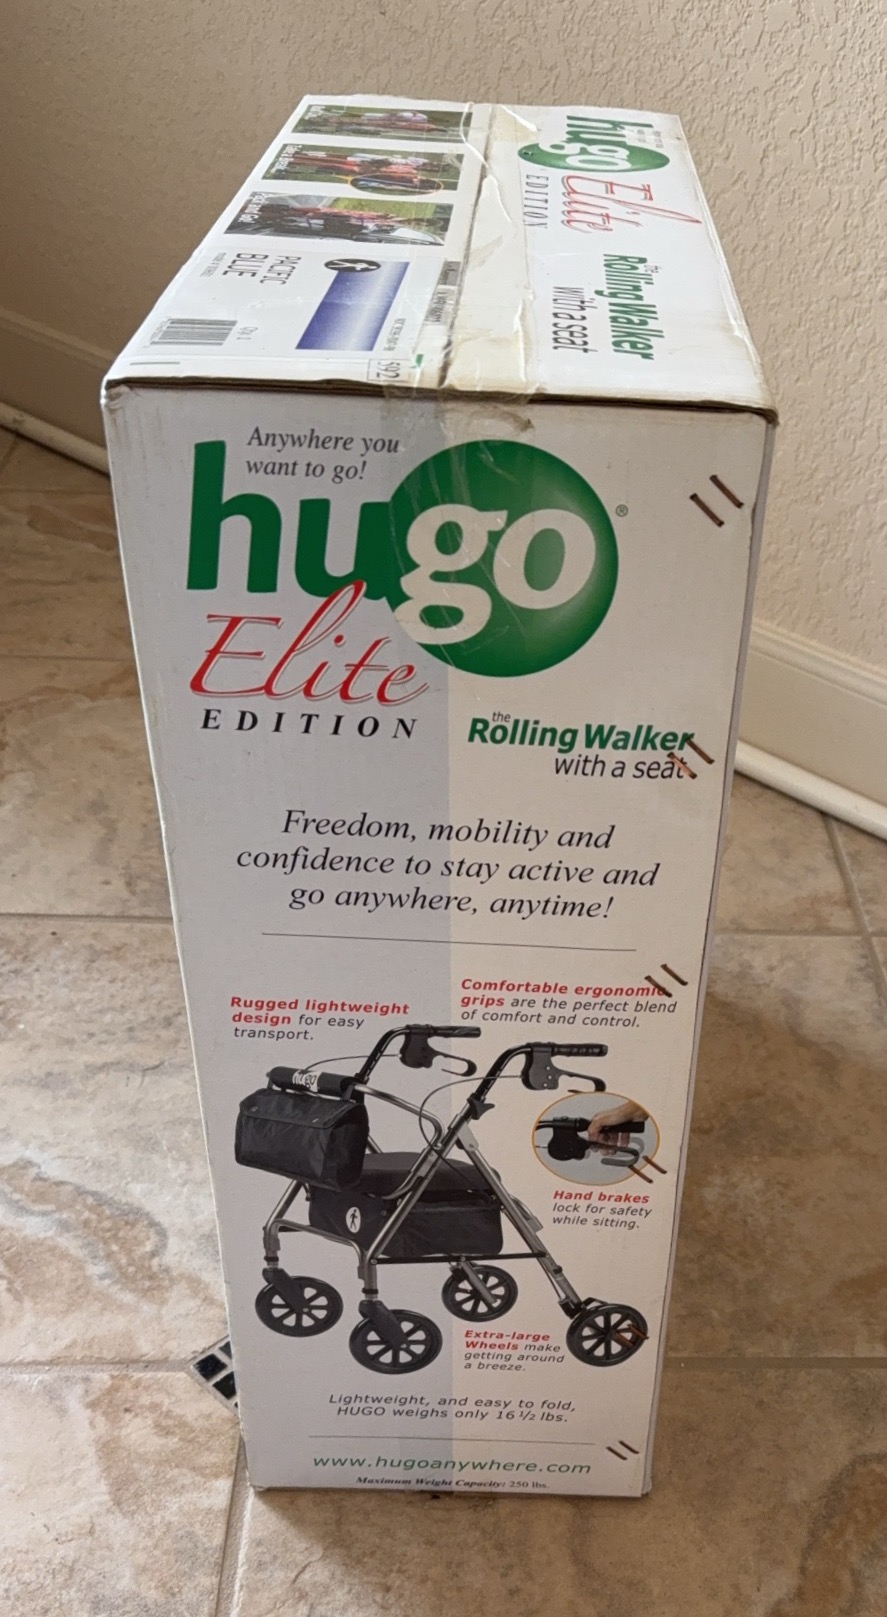 hugo
Elite
EDITION
the
Rolling Walker
with a seat
PACIFIC
BLUE
592
Anywhere you
want to go!
hugo®
Elite
EDITION
the
Rolling Walker
with a seat.
Freedom, mobility and
confidence to stay active and
go anywhere, anytime!
Rugged lightweight
design for easy
transport.
Comfortable ergonomic
grips are the perfect blend
of comfort and control.
hugo
Hand brakes
lock for safety
while sitting.
Extra-large
Wheels make
getting around
a breeze.
Lightweight, and easy to fold,
HUGO weighs only 16 1/2 lbs.
www.hugoanywhere.com
Maximum Weight Capacity: 250 lbs.